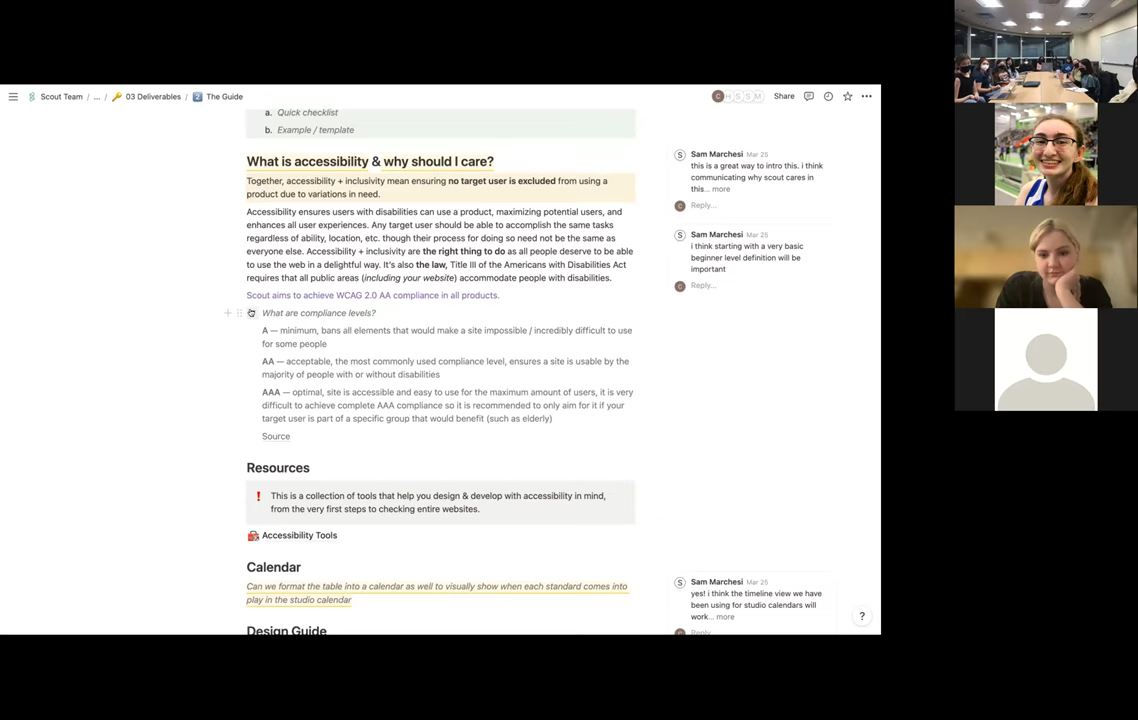 Scout Team / ... / 03 Deliverables / The Guide
Share
a. Quick checklist
b. Example / template
What is accessibility & why should I care?
Together, accessibility + inclusivity mean ensuring no target user is excluded from using a
product due to variations in need.
Accessibility ensures users with disabilities can use a product, maximizing potential users, and
enhances all user experiences. Any target user should be able to accomplish the same tasks
regardless of ability, location, etc. though their process for doing so need not be the same as
everyone else. Accessibility + inclusivity are the right thing to do as all people deserve to be able
to use the web in a delightful way. It's also the law, Title III of the Americans with Disabilities Act
requires that all public areas (including your website) accommodate people with disabilities.
Scout aims to achieve WCAG 2.0 AA compliance in all products.
What are compliance levels?
A — minimum, bans all elements that would make a site impossible / incredibly difficult to use
for some people
AA — acceptable, the most commonly used compliance level, ensures a site is usable by the
majority of people with or without disabilities
AAA — optimal, site is accessible and easy to use for the maximum amount of users, it is very
difficult to achieve complete AAA compliance so it is recommended to only aim for it if your
target user is part of a specific group that would benefit (such as elderly)
Source
Resources
This is a collection of tools that help you design & develop with accessibility in mind,
from the very first steps to checking entire websites.
Accessibility Tools
Calendar
Can we format the table into a calendar as well to visually show when each standard comes into
play in the studio calendar
Design Guide
S Sam Marchesi Mar 25
this is a great way to intro this. i think
communicating why scout cares in
this... more
C Reply...
S Sam Marchesi Mar 25
i think starting with a very basic
beginner level definition will be
important
C Reply...
S Sam Marchesi Mar 25
yes! i think the timeline view we have
been using for studio calendars will
work... more
Reply
?